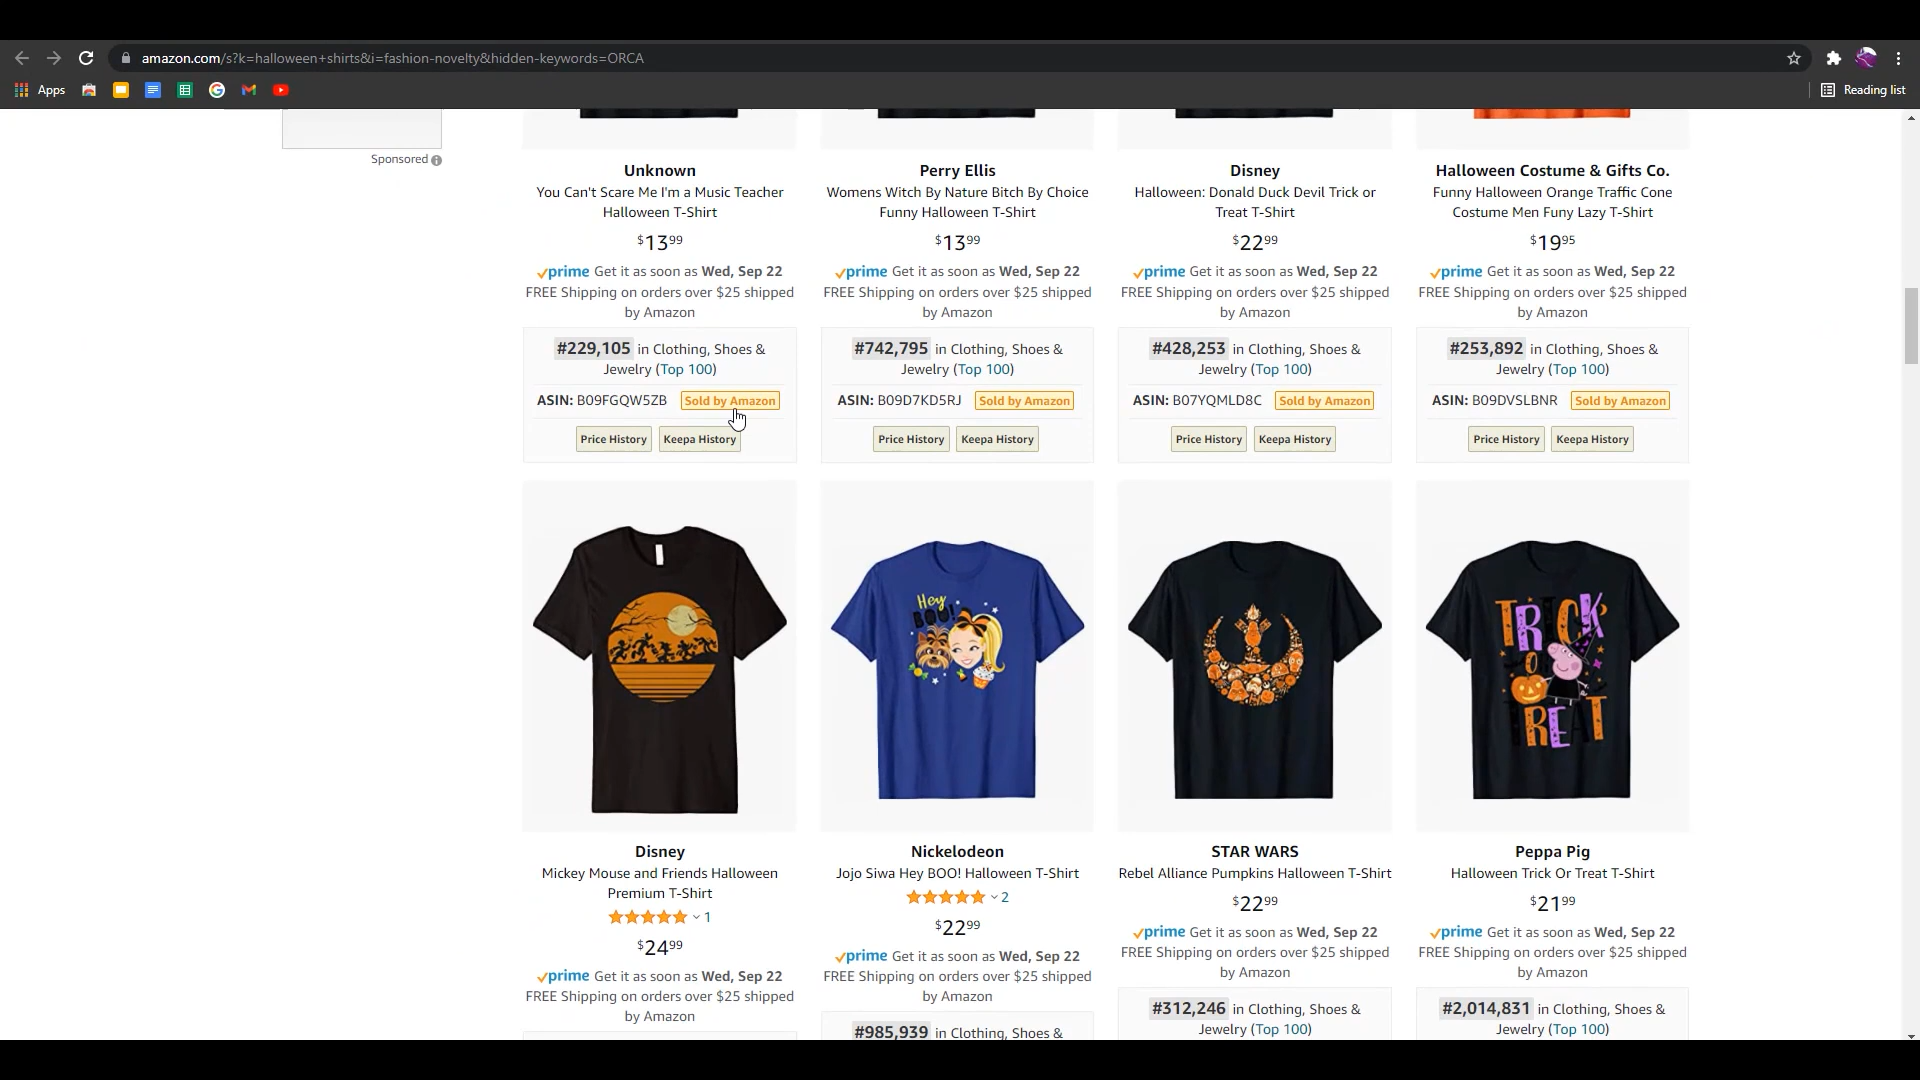 amazon.com/s?k=halloween+shirts&i=fashion-novelty&hidden-keywords=ORCA
Apps
Reading list
Sponsored
Unknown
You Can't Scare Me I'm a Music Teacher
Halloween T-Shirt
$13.99
prime Get it as soon as Wed, Sep 22
FREE Shipping on orders over $25 shipped
by Amazon
#229,105 in Clothing, Shoes &
Jewelry (Top 100)
ASIN: B09FGQW5ZB Sold by Amazon
Price History Keepa History
Perry Ellis
Womens Witch By Nature Bitch By Choice
Funny Halloween T-Shirt
$13.99
prime Get it as soon as Wed, Sep 22
FREE Shipping on orders over $25 shipped
by Amazon
#742,795 in Clothing, Shoes &
Jewelry (Top 100)
ASIN: B09D7KD5RJ Sold by Amazon
Price History Keepa History
Disney
Halloween: Donald Duck Devil Trick or
Treat T-Shirt
$22.99
prime Get it as soon as Wed, Sep 22
FREE Shipping on orders over $25 shipped
by Amazon
#428,253 in Clothing, Shoes &
Jewelry (Top 100)
ASIN: B07YQMLD8C Sold by Amazon
Price History Keepa History
Halloween Costume & Gifts Co.
Funny Halloween Orange Traffic Cone
Costume Men Funy Lazy T-Shirt
$19.95
prime Get it as soon as Wed, Sep 22
FREE Shipping on orders over $25 shipped
by Amazon
#253,892 in Clothing, Shoes &
Jewelry (Top 100)
ASIN: B09DVSLBNR Sold by Amazon
Price History Keepa History
Disney
Mickey Mouse and Friends Halloween
Premium T-Shirt
1
$24.99
prime Get it as soon as Wed, Sep 22
FREE Shipping on orders over $25 shipped
by Amazon
Hey
BOO!
Nickelodeon
Jojo Siwa Hey BOO! Halloween T-Shirt
2
$22.99
prime Get it as soon as Wed, Sep 22
FREE Shipping on orders over $25 shipped
by Amazon
#985,939 in Clothing, Shoes &
STAR WARS
Rebel Alliance Pumpkins Halloween T-Shirt
$22.99
prime Get it as soon as Wed, Sep 22
FREE Shipping on orders over $25 shipped
by Amazon
#312,246 in Clothing, Shoes &
Jewelry (Top 100)
TRICK
OR
TREAT
Peppa Pig
Halloween Trick Or Treat T-Shirt
$21.99
prime Get it as soon as Wed, Sep 22
FREE Shipping on orders over $25 shipped
by Amazon
#2,014,831 in Clothing, Shoes &
Jewelry (Top 100)